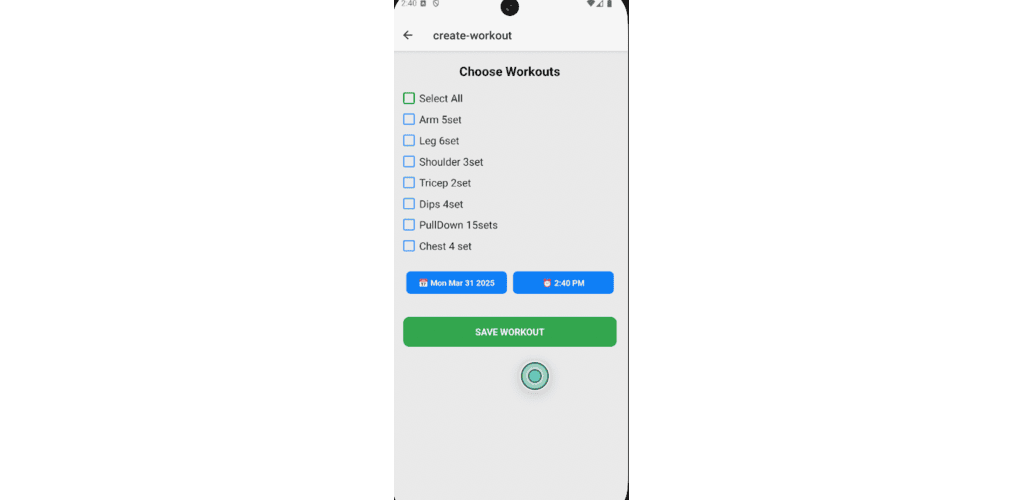 2:40
create-workout
Choose Workouts
Select All
Arm 5set
Leg 6set
Shoulder 3set
Tricep 2set
Dips 4set
PullDown 15sets
Chest 4 set
Mon Mar 31 2025
2:40 PM
SAVE WORKOUT